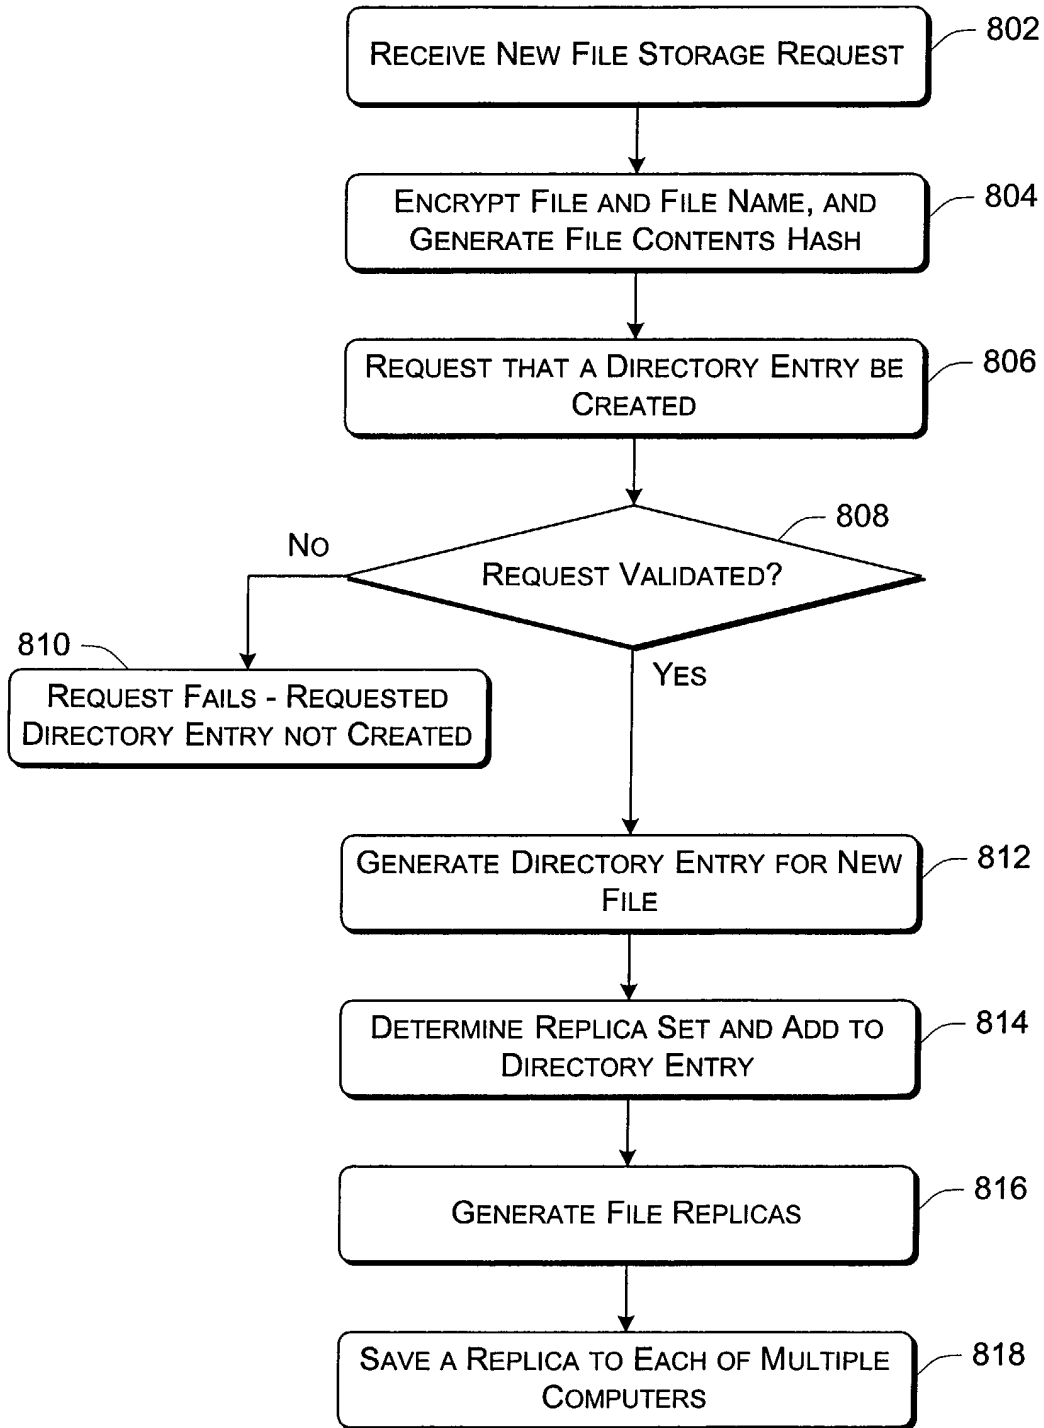 RECEIVE NEW FILE STORAGE REQUEST
802
ENCRYPT FILE AND FILE NAME, AND
GENERATE FILE CONTENTS HASH
804
REQUEST THAT A DIRECTORY ENTRY BE
CREATED
806
REQUEST VALIDATED?
808
NO
YES
810
REQUEST FAILS - REQUESTED
DIRECTORY ENTRY NOT CREATED
GENERATE DIRECTORY ENTRY FOR NEW
FILE
812
DETERMINE REPLICA SET AND ADD TO
DIRECTORY ENTRY
814
GENERATE FILE REPLICAS
816
SAVE A REPLICA TO EACH OF MULTIPLE
COMPUTERS
818